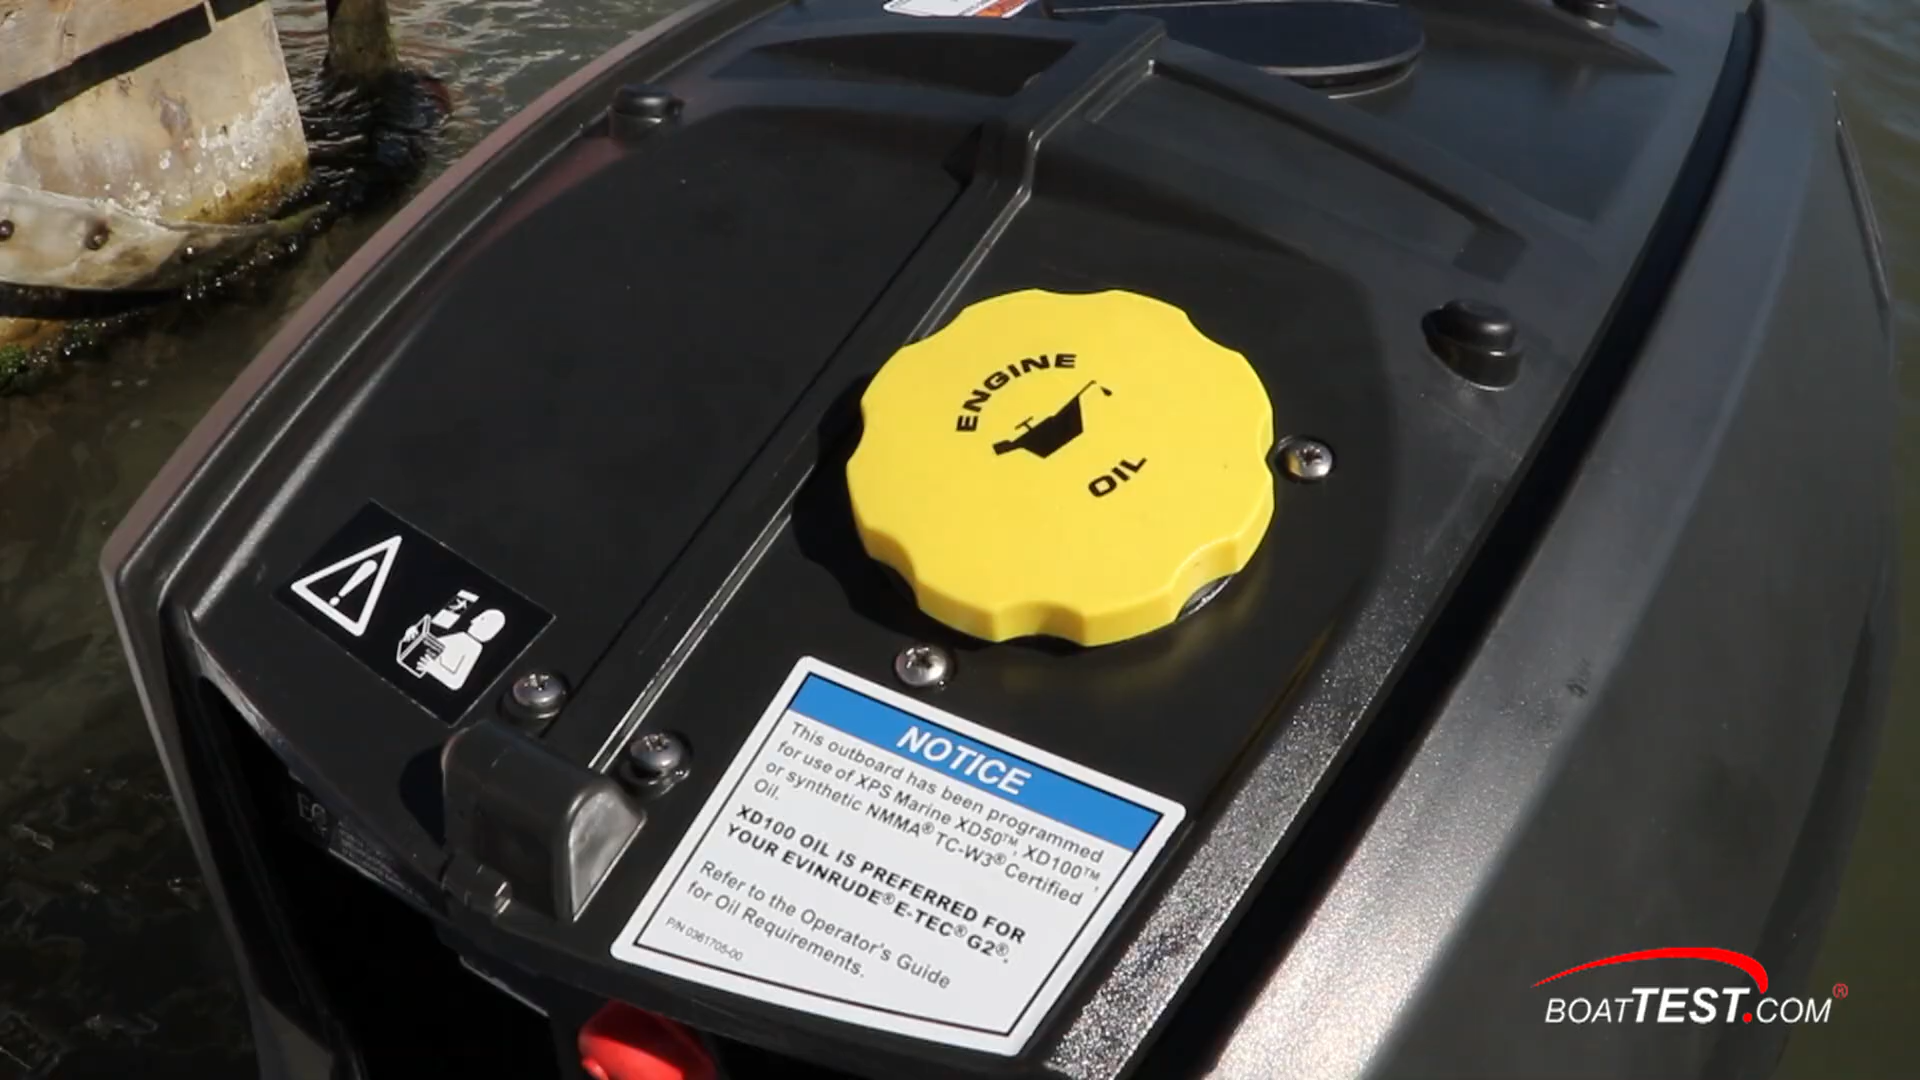 ENGINE
OIL
NOTICE
This outboard has been programmed
for use of XPS Marine XD50™, XD100™,
or synthetic NMMA® TC-W3® Certified
Oil.
XD100 OIL IS PREFERRED FOR
YOUR EVINRUDE® E-TEC® G2®.
Refer to the Operator's Guide
for Oil Requirements.
P/N 0361705-00
BOATTEST.COM®